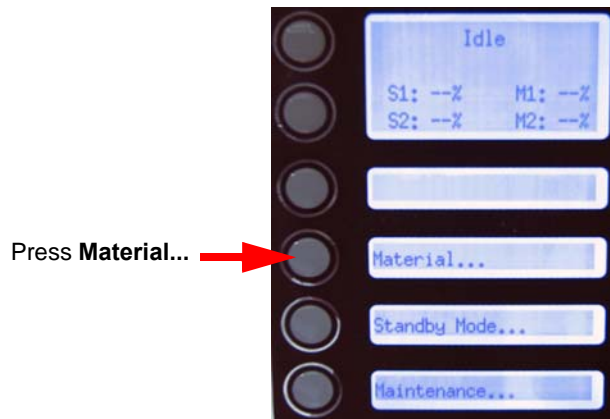 Idle
S1: --% M1: --%
S2: --% M2: --%
Press Material...
Material...
Standby Mode...
Maintenance...